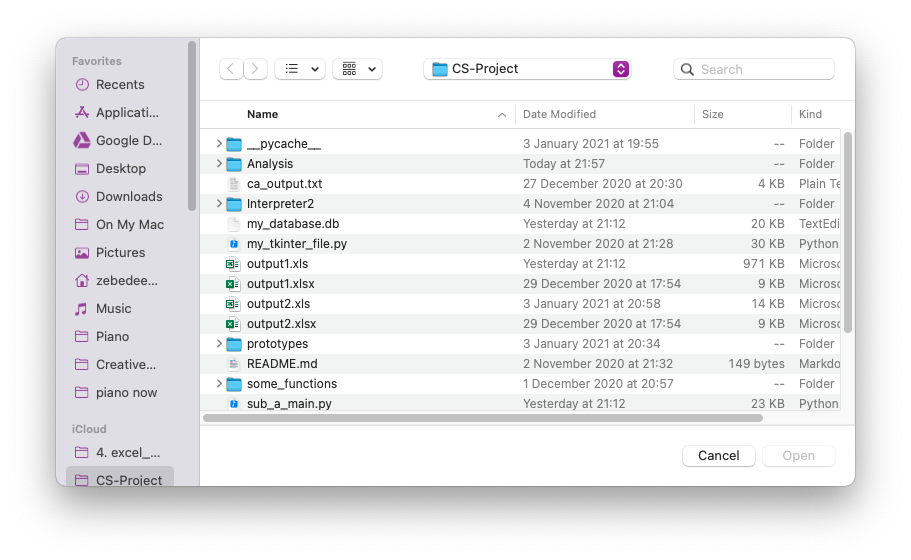 Favorites
Recents
Applicati...
Google D...
Desktop
Downloads
On My Mac
Pictures
zebedee...
Music
Piano
Creative...
piano now
iCloud
4. excel_...
CS-Project
CS-Project
Search
Name Date Modified Size Kind
__pycache__ 3 January 2021 at 19:55 -- Folder
Analysis Today at 21:57 -- Folder
ca_output.txt 27 December 2020 at 20:30 4 KB Plain Te
Interpreter2 4 November 2020 at 21:04 -- Folder
my_database.db Yesterday at 21:12 20 KB TextEdi
my_tkinter_file.py 2 November 2020 at 21:28 30 KB Python
output1.xls Yesterday at 21:12 971 KB Microso
output1.xlsx 29 December 2020 at 17:54 9 KB Microso
output2.xls 3 January 2021 at 20:58 14 KB Microso
output2.xlsx 29 December 2020 at 17:54 9 KB Microso
prototypes 3 January 2021 at 20:34 -- Folder
README.md 2 November 2020 at 21:32 149 bytes Markdo
some_functions 1 December 2020 at 20:57 -- Folder
sub_a_main.py Yesterday at 21:12 23 KB Python
Cancel Open